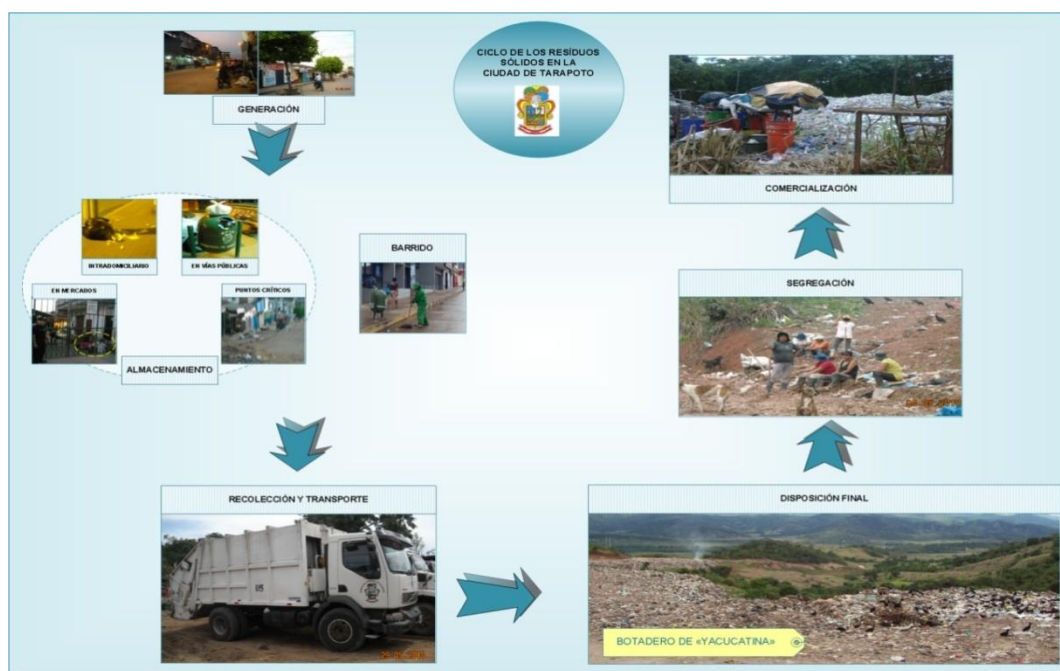 CICLO DE LOS RESÍDUOS
SÓLIDOS EN LA
CIUDAD DE TARAPOTO
GENERACIÓN
INTRADOMICILIARIO
EN VÍAS PÚBLICAS
EN MERCADOS
PUNTOS CRÍTICOS
ALMACENAMIENTO
BARRIDO
RECOLECCIÓN Y TRANSPORTE
DISPOSICIÓN FINAL
BOTADERO DE «YACUCATINA»
SEGREGACIÓN
COMERCIALIZACIÓN